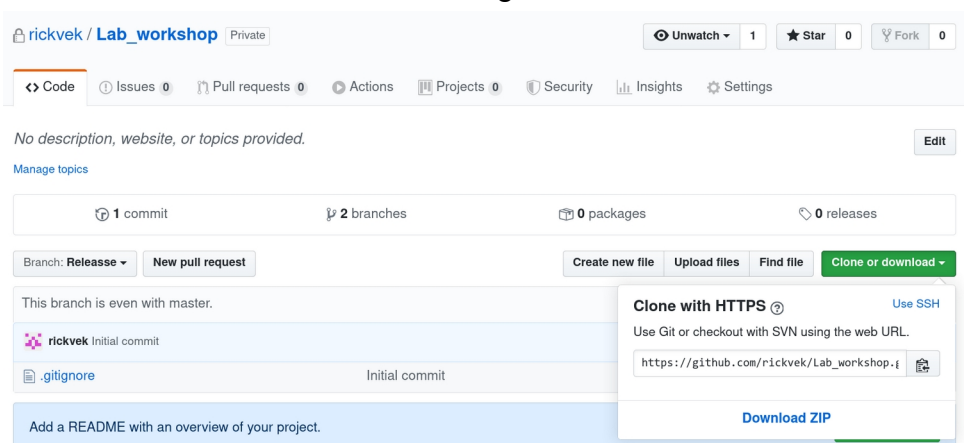 rickvek / Lab_workshop Private
Unwatch 1 Star 0 Fork 0
Code Issues 0 Pull requests 0 Actions Projects 0 Security Insights Settings
No description, website, or topics provided.
Edit
Manage topics
1 commit 2 branches 0 packages 0 releases
Branch: Releasse New pull request Create new file Upload files Find file Clone or download
This branch is even with master.
rickvek Initial commit
.gitignore Initial commit
Add a README with an overview of your project.
Clone with HTTPS Use SSH
Use Git or checkout with SVN using the web URL.
https://github.com/rickvek/Lab_workshop.g
Download ZIP